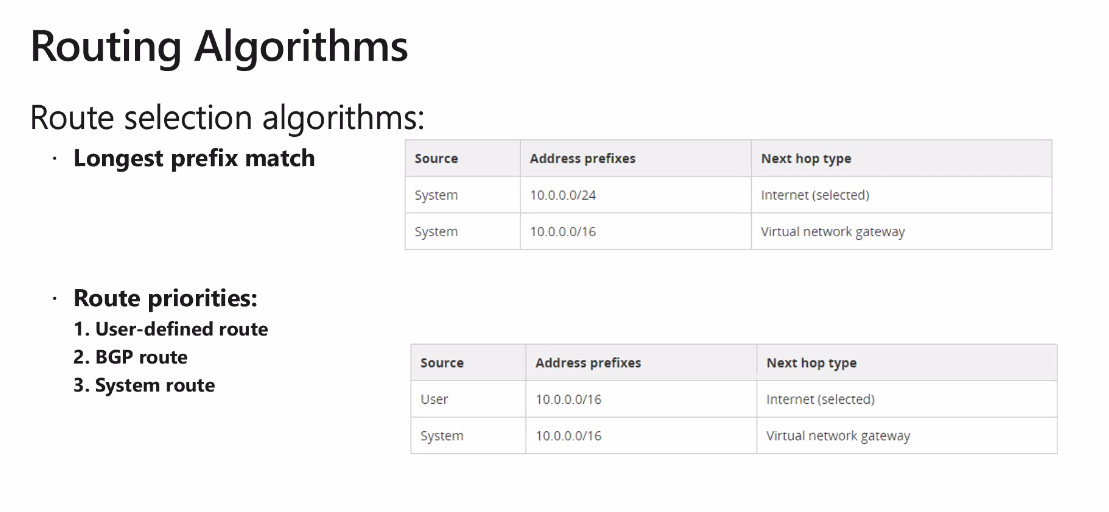 Routing Algorithms
Route selection algorithms:
· Longest prefix match
Source Address prefixes Next hop type
System 10.0.0.0/24 Internet (selected)
System 10.0.0.0/16 Virtual network gateway
· Route priorities:
1. User-defined route
2. BGP route
3. System route
Source Address prefixes Next hop type
User 10.0.0.0/16 Internet (selected)
System 10.0.0.0/16 Virtual network gateway